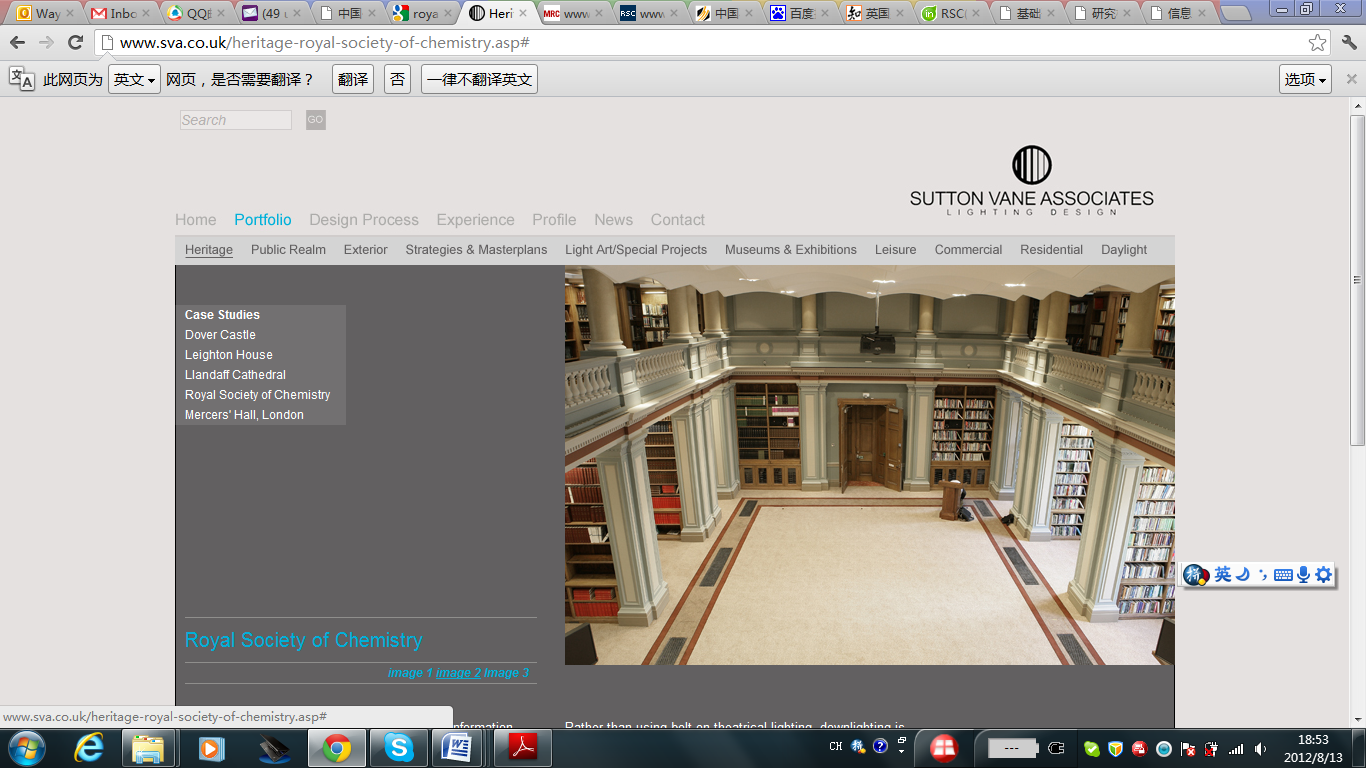 Way
Inbo
QQ
(49 u
中国
roya
Heri
MRC www
RSC www
中国
百度
英国
in RSC
基础
研究
信息
www.sva.co.uk/heritage-royal-society-of-chemistry.asp#
此网页为 英文 网页，是否需要翻译？ 翻译 否 一律不翻译英文 选项
Search GO
SUTTON VANE ASSOCIATES
LIGHTING DESIGN
Home Portfolio Design Process Experience Profile News Contact
Heritage Public Realm Exterior Strategies & Masterplans Light Art/Special Projects Museums & Exhibitions Leisure Commercial Residential Daylight
Case Studies
Dover Castle
Leighton House
Llandaff Cathedral
Royal Society of Chemistry
Mercers' Hall, London
拼 英
Royal Society of Chemistry
image 1 image 2 Image 3
www.sva.co.uk/heritage-royal-society-of-chemistry.asp#
nformation
Rather than using bolt-on theatrical lighting, downlighting is
CH
---
18:53
2012/8/13